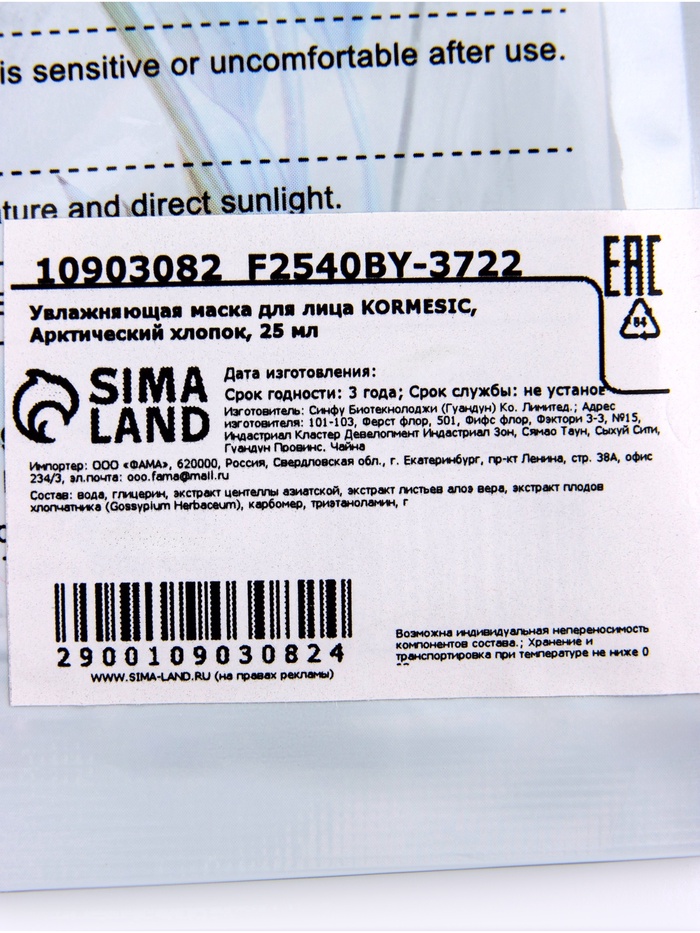 is sensitive or uncomfortable after use.
ture and direct sunlight.
10903082 F2540BY-3722
EAC
Увлажняющая маска для лица KORMESIC,
Арктический хлопок, 25 мл
84
SIMA
LAND
Дата изготовления:
Срок годности: 3 года; Срок службы: не установ
Изготовитель: Синфу Биотекнолоджи (Гуандун) Ко. Лимитед.; Адрес
изготовителя: 101-103, Ферст флор, 501, Фифс флор, Фэктори 3-3, №15,
Индастриал Кластер Девелопмент Индастриал Зон, Сямао Таун, Сыхуй Сити,
Гуандун Провинс. Чайна
Импортер: ООО «ФАМА», 620000, Россия, Свердловская обл., г. Екатеринбург, пр-кт Ленина, стр. 38А, офис
234/3, эл.почта: ooo.fama@mail.ru
Состав: вода, глицерин, экстракт центеллы азиатской, экстракт листьев алоэ вера, экстракт плодов
хлопчатника (Gossypium Herbaceum), карбомер, триэтаноламин, г
2900109030824
WWW.SIMA-LAND.RU (на правах рекламы)
Возможна индивидуальная непереносимость
компонентов состава.; Хранение и
транспортировка при температуре не ниже 0